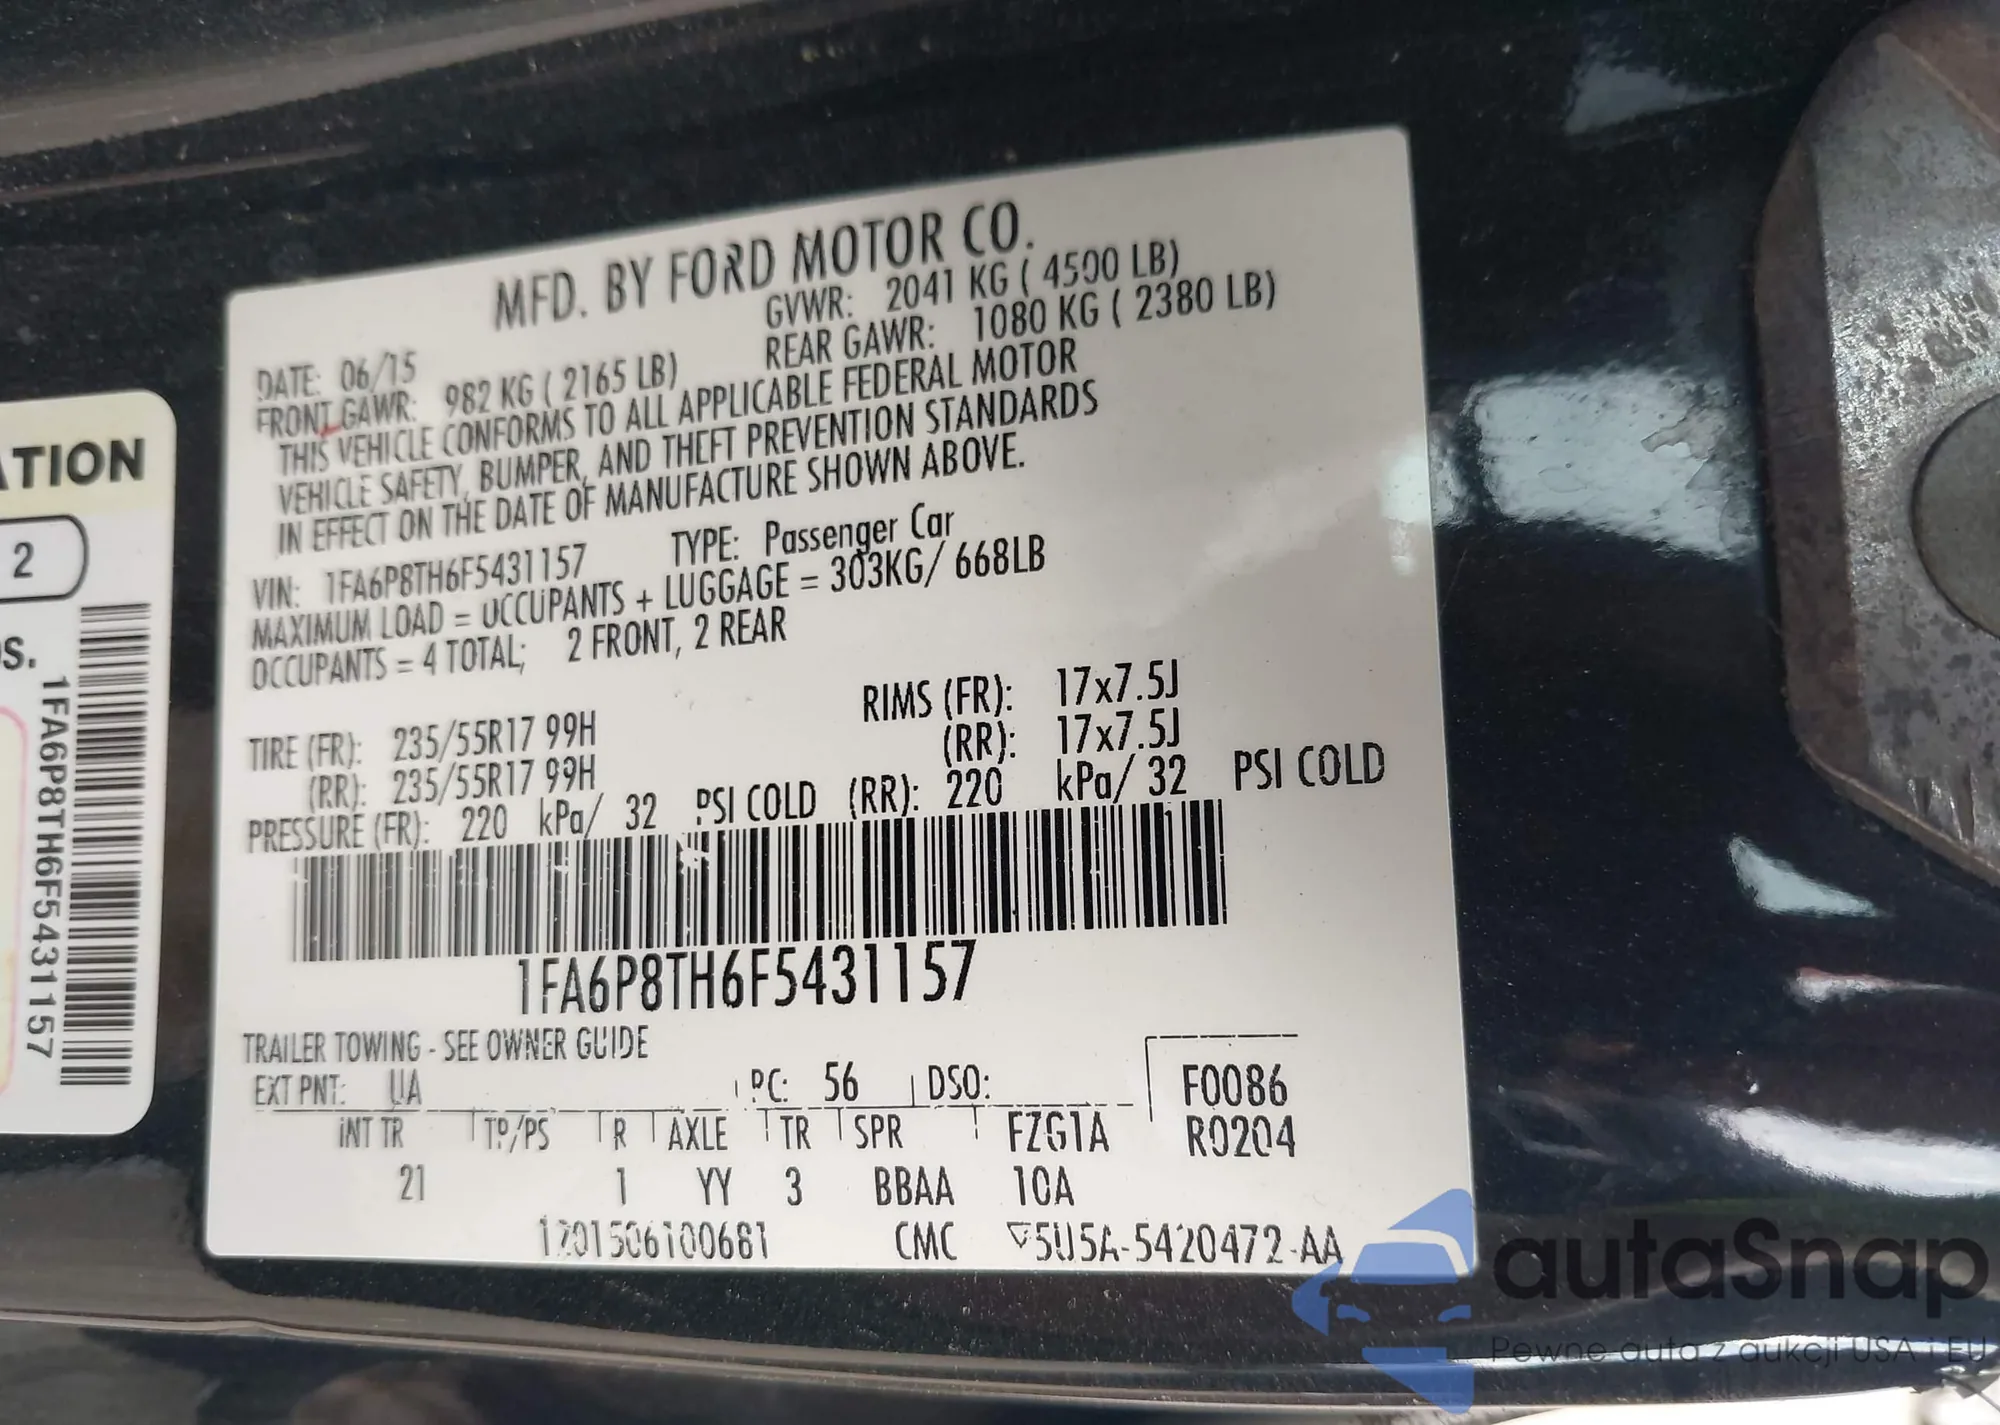 MFD. BY FORD MOTOR CO.
DATE: 06/15 GVWR: 2041 KG ( 4500 LB)
FRONT GAWR: 982 KG ( 2165 LB) REAR GAWR: 1080 KG ( 2380 LB)
THIS VEHICLE CONFORMS TO ALL APPLICABLE FEDERAL MOTOR
VEHICLE SAFETY, BUMPER, AND THEFT PREVENTION STANDARDS
IN EFFECT ON THE DATE OF MANUFACTURE SHOWN ABOVE.
VIN: 1FA6P8TH6F5431157 TYPE: Passenger Car
MAXIMUM LOAD = OCCUPANTS + LUGGAGE = 303KG/ 668LB
OCCUPANTS = 4 TOTAL; 2 FRONT, 2 REAR
TIRE (FR): 235/55R17 99H RIMS (FR): 17x7.5J
(RR): 235/55R17 99H (RR): 17x7.5J
PRESSURE (FR): 220 kPa/ 32 PSI COLD (RR): 220 kPa/ 32 PSI COLD
1FA6P8TH6F5431157
TRAILER TOWING - SEE OWNER GUIDE
EXT PNT: UA PC: 56 DSO: F0086
INT TR TP/PS R AXLE TR SPR FZG1A R0204
21 1 YY 3 BBAA 10A
1201506100681 CMC ▽5U5A-5420472-AA
ATION
2
S.
1FA6P8TH6F5431157
autoSnap
Pewne auta z aukcji USA i EU